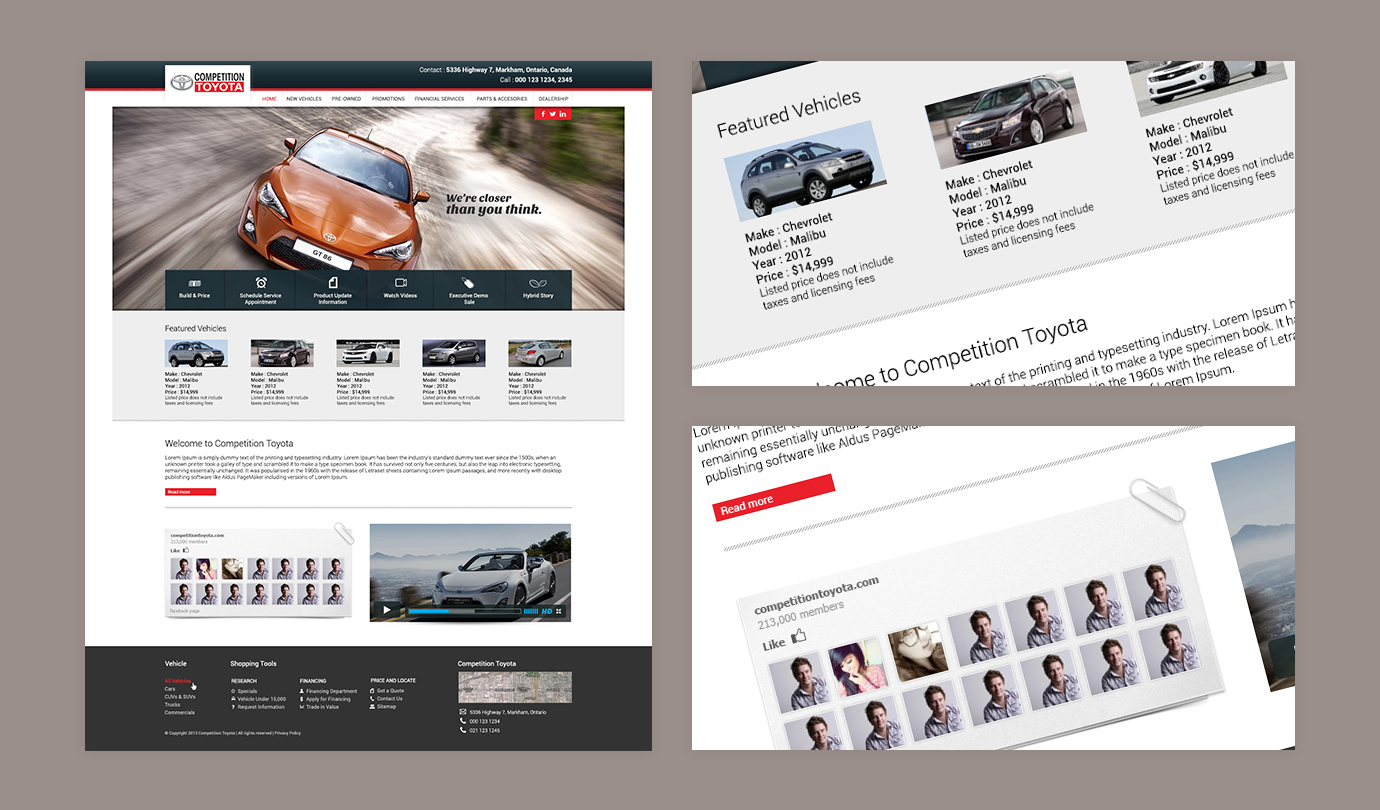 COMPETITION
TOYOTA
Contact : 5336 Highway 7, Markham, Ontario, Canada
Call : 000 123 1234, 2345
HOME NEW VEHICLES PRE-OWNED PROMOTIONS FINANCIAL SERVICES PARTS & ACCESORIES DEALERSHIP
We're closer
than you think.
GT 86
Build & Price
Schedule Service
Appointment
Product Update
Information
Watch Videos
Executive Demo
Sale
Hybrid Story
Featured Vehicles
Make : Chevrolet
Model : Malibu
Year : 2012
Price : $14,999
Listed price does not include
taxes and licensing fees
Make : Chevrolet
Model : Malibu
Year : 2012
Price : $14,999
Listed price does not include
taxes and licensing fees
Make : Chevrolet
Model : Malibu
Year : 2012
Price : $14,999
Listed price does not include
taxes and licensing fees
Make : Chevrolet
Model : Malibu
Year : 2012
Price : $14,999
Listed price does not include
taxes and licensing fees
Make : Chevrolet
Model : Malibu
Year : 2012
Price : $14,999
Listed price does not include
taxes and licensing fees
Welcome to Competition Toyota
Lorem Ipsum is simply dummy text of the printing and typesetting industry. Lorem Ipsum has been the industry's standard dummy text ever since the 1500s, when an
unknown printer took a galley of type and scrambled it to make a type specimen book. It has survived not only five centuries, but also the leap into electronic typesetting,
remaining essentially unchanged. It was popularised in the 1960s with the release of Letraset sheets containing Lorem Ipsum passages, and more recently with desktop
publishing software like Aldus PageMaker including versions of Lorem Ipsum.
Read more
competitiontoyota.com
213,000 members
Like
facebook page
HD
Vehicle
All Vehicles
Cars
CUVs & SUVs
Trucks
Commercials
Shopping Tools
RESEARCH
Specials
Vehicle Under 15,000
Request Information
FINANCING
Financing Department
Apply for Financing
Trade in Value
PRICE AND LOCATE
Get a Quote
Contact Us
Sitemap
Competition Toyota
5336 Highway 7, Markham, Ontario
000 123 1234
021 123 1245
© Copyright 2013 Competition Toyota | All rights reserved | Privacy Policy
Featured Vehicles
Make : Chevrolet
Model : Malibu
Year : 2012
Price : $14,999
Listed price does not include
taxes and licensing fees
Make : Chevrolet
Model : Malibu
Year : 2012
Price : $14,999
Listed price does not include
taxes and licensing fees
Make : Chevrolet
Model : Malibu
Year : 2012
Price : $14,999
Listed price does not include
taxes and licensing fees
come to Competition Toyota
text of the printing and typesetting industry. Lorem Ipsum h
scrambled it to make a type specimen book. It ha
in the 1960s with the release of Letra
Lorem Ipsum.
Lorem
unknown printer to
remaining essentially unchang
publishing software like Aldus PageMa
Read more
competitiontoyota.com
213,000 members
Like